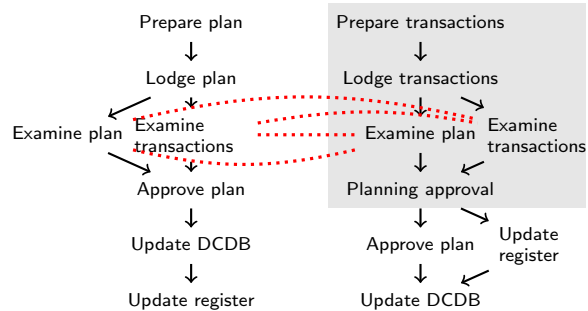 Prepare plan
Lodge plan
Examine plan
Examine
transactions
Approve plan
Update DCDB
Update register
Prepare transactions
Lodge transactions
Examine plan
Examine
transactions
Planning approval
Approve plan
Update
register
Update DCDB